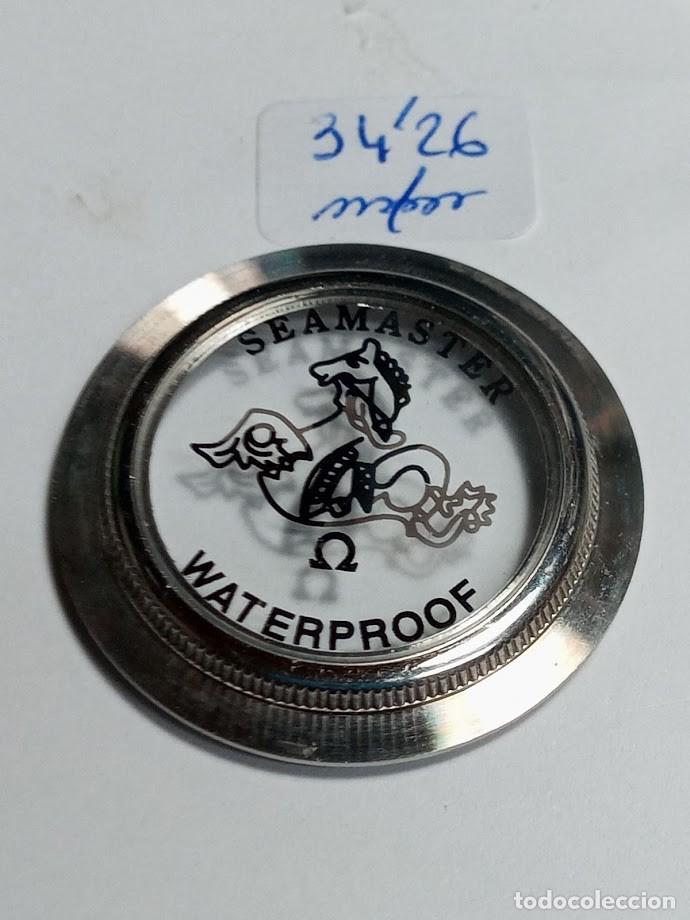 34'26
SEAMASTER
Ω
WATERPROOF
todocoleccion